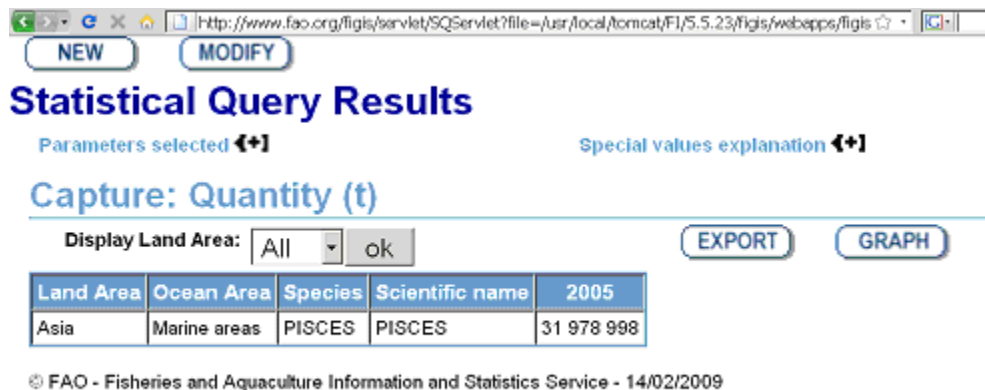 http://www.fao.org/figis/servlet/SQServlet?file=/usr/local/tomcat/FI/5.5.23/figis/webapps/figis
NEW MODIFY
Statistical Query Results
Parameters selected [+] Special values explanation [+]
Capture: Quantity (t)
Display Land Area: All ok EXPORT GRAPH
Land Area Ocean Area Species Scientific name 2005
Asia Marine areas PISCES PISCES 31 978 998
© FAO - Fisheries and Aquaculture Information and Statistics Service - 14/02/2009